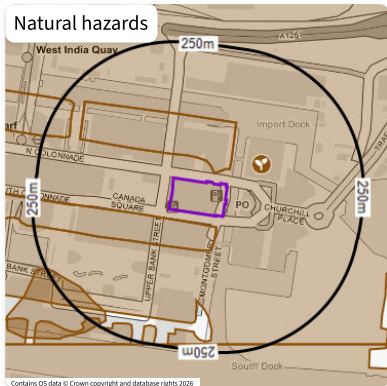 Natural hazards
250m
A1261
West India Quay
Import Dock
N COLONNADE
CANADA
SQUARE
PO
CHURCHILL
PLACE
250m
250m
UPPER BANK STREET
MONTGOMERY
STREET
BANK STREET
250m
South Dock
Contains OS data © Crown copyright and database rights 2026